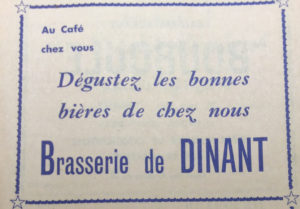 Au Café
chez vous
Dégustez les bonnes
bières de chez nous
Brasserie de DINANT